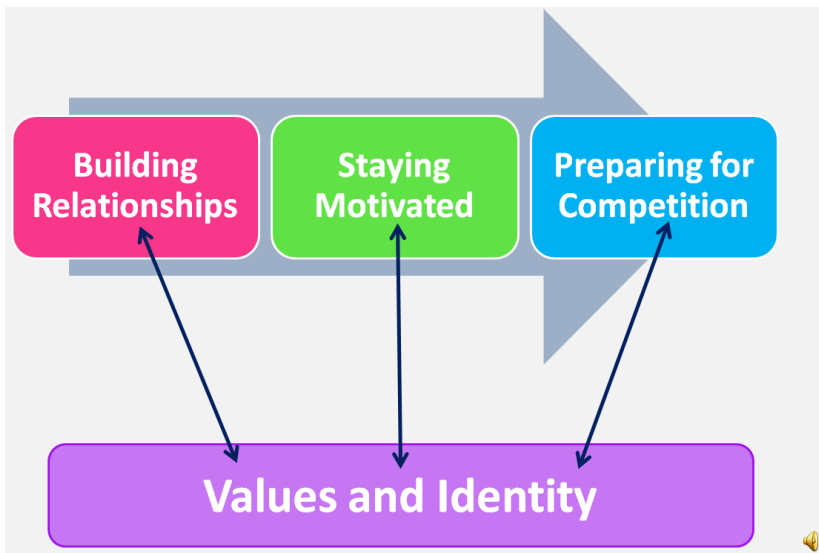 Building
Relationships
Staying
Motivated
Preparing for
Competition
Values and Identity